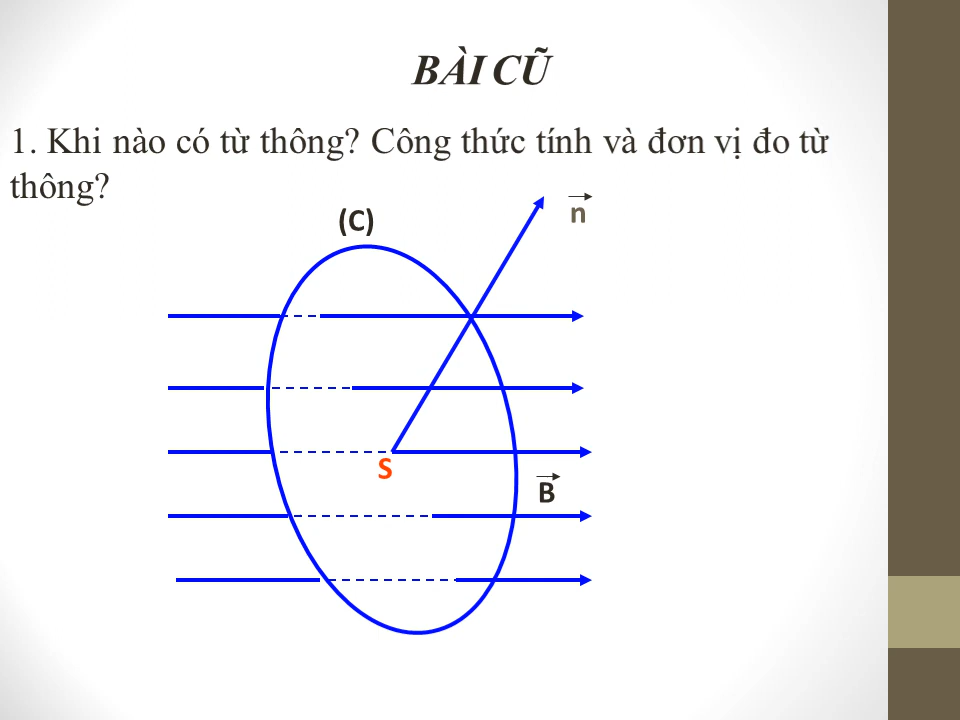 BÀI CŨ
1. Khi nào có từ thông? Công thức tính và đơn vị đo từ
thông?
(C)
n
S
B